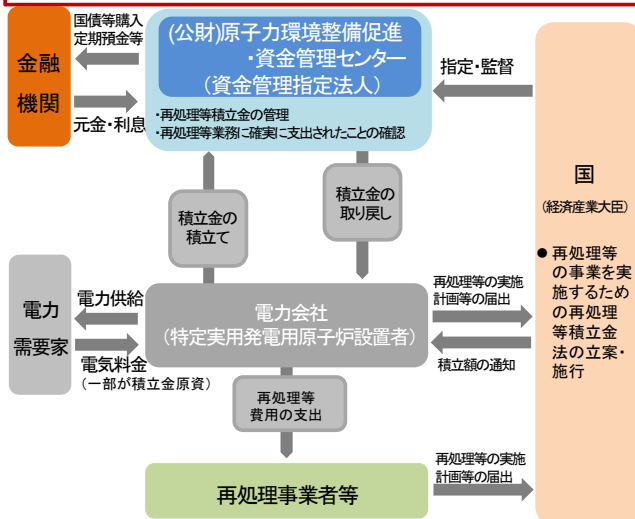 国債等購入
定期預金等
金融
機関
元金・利息
(公財)原子力環境整備促進
・資金管理センター
(資金管理指定法人)
・再処理等積立金の管理
・再処理等業務に確実に支出されたことの確認
指定・監督
国
(経済産業大臣)
● 再処理等
の事業を実
施するため
の再処理
等積立金
法の立案・
施行
積立金の
積立て
積立金の
取り戻し
電力
需要家
電力供給
電気料金
(一部が積立金原資)
電力会社
(特定実用発電用原子炉設置者)
再処理等の実施
計画等の届出
積立額の通知
再処理等
費用の支出
再処理事業者等
再処理等の実施
計画等の届出